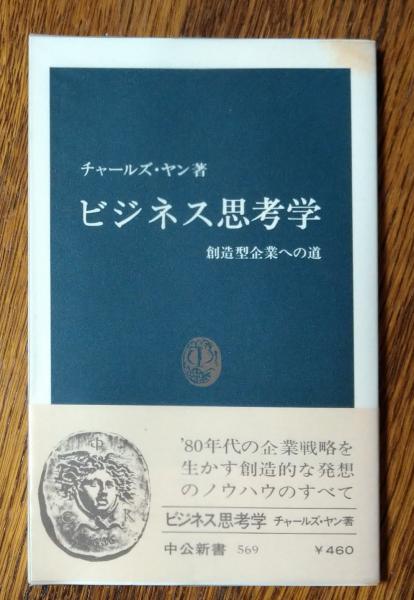 チャールズ・ヤン著
ビジネス思考学
創造型企業への道
'80年代の企業戦略を
生かす創造的な発想
のノウハウのすべて
ビジネス思考学 チャールズ・ヤン著
中公新書 569 ¥460